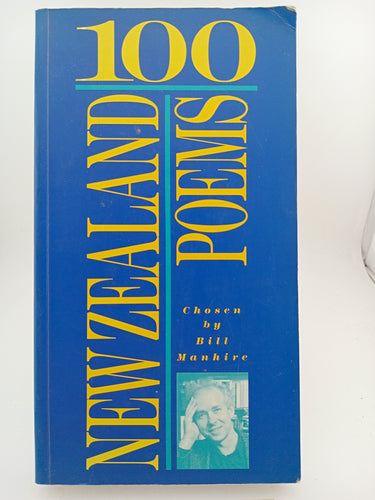 100
NEW ZEALAND
POEMS
Chosen
by
Bill
Manhire